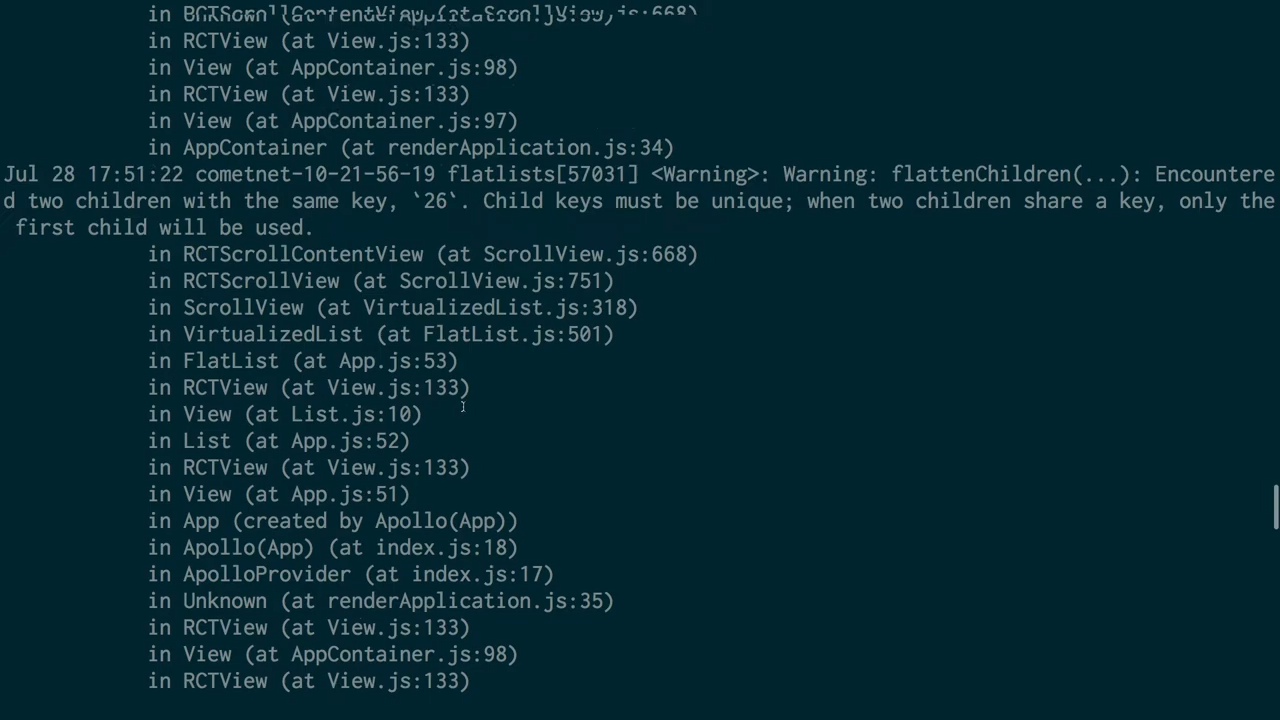 in
in RCTView (at View.js:133)
in View (at AppContainer.js:98)
in RCTView (at View.js:133)
in View (at AppContainer.js:97)
in AppContainer (at renderApplication.js:34)
Jul 28 17:51:22 cometnet-10-21-56-19 flatlists[57031] <Warning>: Warning: flattenChildren(...): Encountere
d two children with the same key, `26`. Child keys must be unique; when two children share a key, only the
first child will be used.
in RCTScrollContentView (at ScrollView.js:668)
in RCTScrollView (at ScrollView.js:751)
in ScrollView (at VirtualizedList.js:318)
in VirtualizedList (at FlatList.js:501)
in FlatList (at App.js:53)
in RCTView (at View.js:133)
in View (at List.js:10)
in List (at App.js:52)
in RCTView (at View.js:133)
in View (at App.js:51)
in App (created by Apollo(App))
in Apollo(App) (at index.js:18)
in ApolloProvider (at index.js:17)
in Unknown (at renderApplication.js:35)
in RCTView (at View.js:133)
in View (at AppContainer.js:98)
in RCTView (at View.js:133)